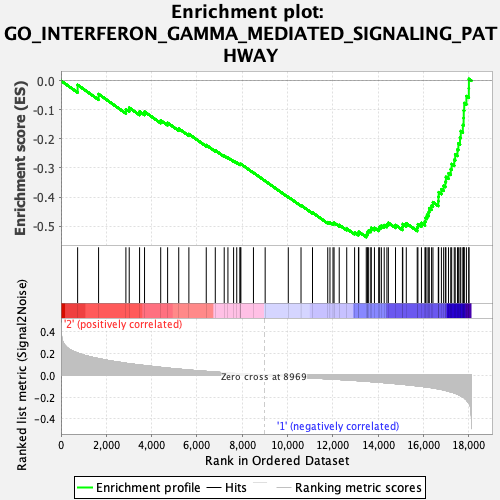 Enrichment plot:
GO_INTERFERON_GAMMA_MEDIATED_SIGNALING_PAT
HWAY
Enrichment score (ES)
0.0
-0.1
-0.2
-0.3
-0.4
-0.5
Ranked list metric (Signal2Noise)
'2' (positively correlated)
0.4
0.2
0.0
-0.2
-0.4
Zero cross at 8969
'1' (negatively correlated)
0
2,000
4,000
6,000
8,000
10,000
12,000
14,000
16,000
18,000
Rank in Ordered Dataset
Enrichment profile
Hits
Ranking metric scores